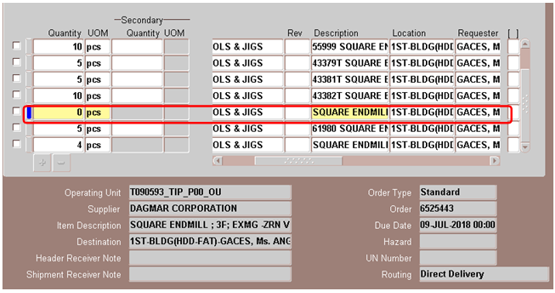 Secondary
Quantity UOM Quantity UOM Rev Description Location Requester [ ]
10 pcs OLS & JIGS 55999 SQUARE EN 1ST-BLDG(HDD GACES, M
5 pcs OLS & JIGS 43379T SQUARE E 1ST-BLDG(HDD GACES, M
5 pcs OLS & JIGS 43381T SQUARE E 1ST-BLDG(HDD GACES, M
10 pcs OLS & JIGS 43382T SQUARE E 1ST-BLDG(HDD GACES, M
0 pcs OLS & JIGS SQUARE ENDMILL 1ST-BLDG(HDD GACES, M
5 pcs OLS & JIGS 61980 SQUARE EN 1ST-BLDG(HDD GACES, M
4 pcs OLS & JIGS SQUARE ENDMILL 1ST-BLDG(HDD GACES, M
Operating Unit T090593_TIP_P00_OU Order Type Standard
Supplier DAGMAR CORPORATION Order 6525443
Item Description SQUARE ENDMILL ; 3F; EXMG -ZRN V Due Date 09-JUL-2018 00:00
Destination 1ST-BLDG(HDD-FAT)-GACES, Ms. ANG Hazard
Header Receiver Note UN Number
Shipment Receiver Note Routing Direct Delivery